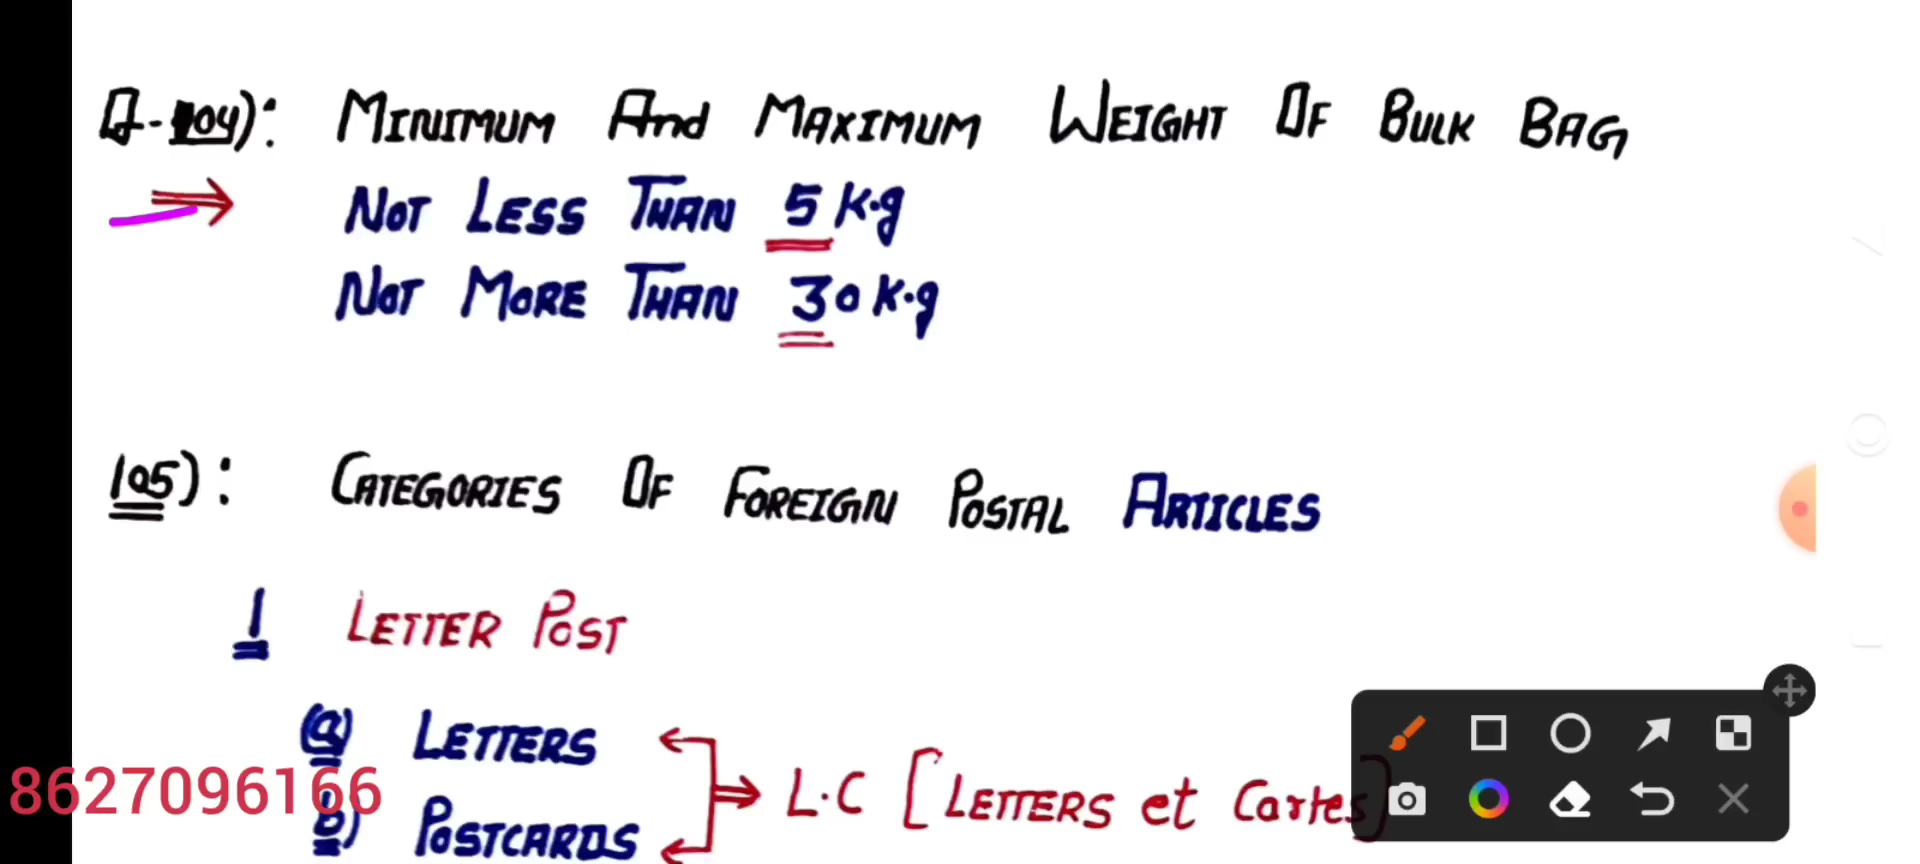 Q-104): MINIMUM And MAXIMUM WEIGHT OF BULK BAG
NOT LESS THAN 5 K.g
NOT MORE THAN 30 K.g
105): CATEGORIES OF FOREIGN POSTAL ARTICLES
1 LETTER POST
(a) LETTERS
L.C [LETTERS et Cartes]
8627096166
b) POSTCARDS